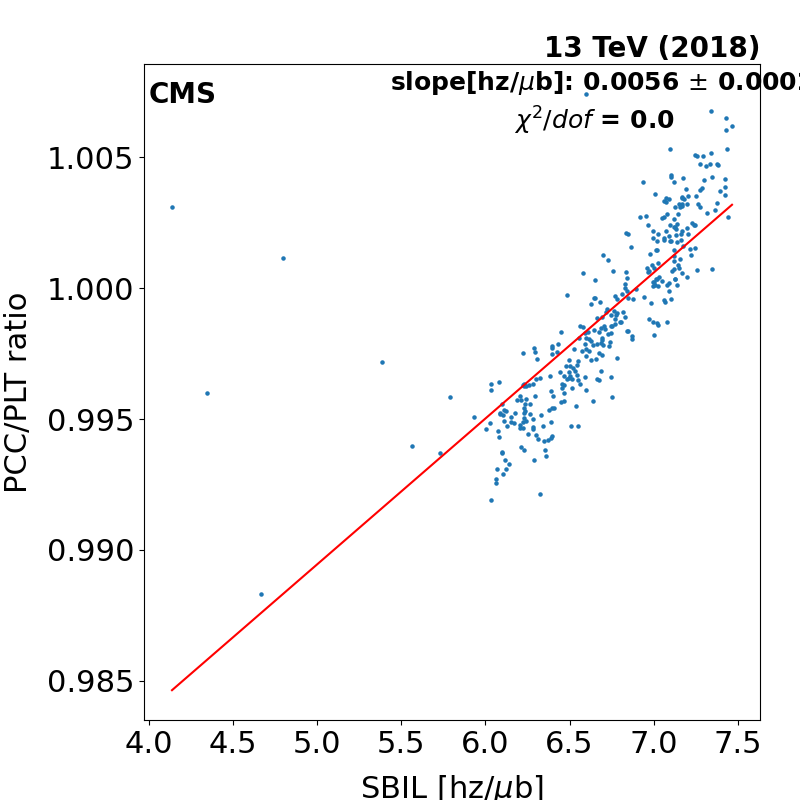 13 TeV (2018)
CMS
slope[hz/μb]: 0.0056 ± 0.000
χ²/dof = 0.0
1.005
1.000
0.995
0.990
0.985
PCC/PLT ratio
4.0 4.5 5.0 5.5 6.0 6.5 7.0 7.5
SBIL [hz/μb]